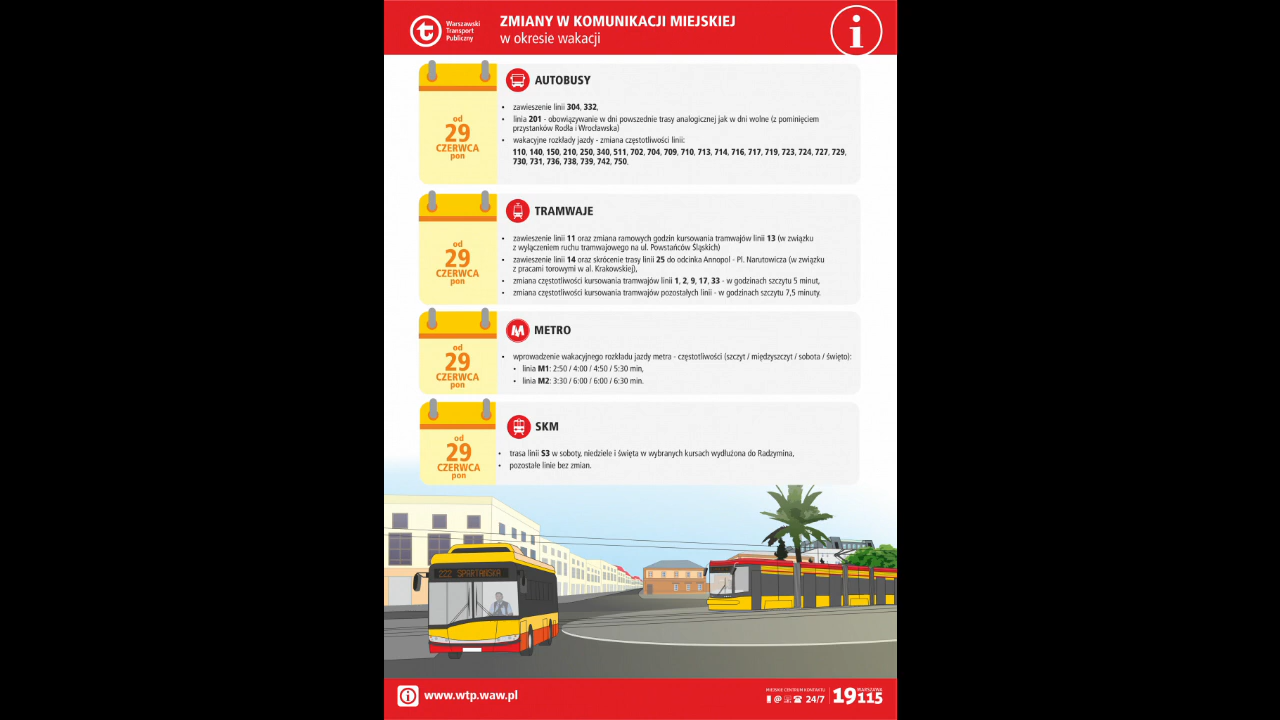 Warszawski
Transport
Publiczny
ZMIANY W KOMUNIKACJI MIEJSKIEJ
w okresie wakacji
i
od
29
CZERWCA
pon
AUTOBUSY
• zawieszenie linii 304, 332,
• linia 201 - obowiązywanie w dni powszednie trasy analogicznej jak w dni wolne (z pominięciem
przystanków Rodła i Wrocławska)
• wakacyjne rozkłady jazdy - zmiana częstotliwości linii:
110, 140, 150, 210, 250, 340, 511, 702, 704, 709, 710, 713, 714, 716, 717, 719, 723, 724, 727, 729,
730, 731, 736, 738, 739, 742, 750.
od
29
CZERWCA
pon
TRAMWAJE
• zawieszenie linii 11 oraz zmiana ramowych godzin kursowania tramwajów linii 13 (w związku
z wyłączeniem ruchu tramwajowego na ul. Powstańców Śląskich)
• zawieszenie linii 14 oraz skrócenie trasy linii 25 do odcinka Annopol - Pl. Narutowicza (w związku
z pracami torowymi w al. Krakowskiej),
• zmiana częstotliwości kursowania tramwajów linii 1, 2, 9, 17, 33 - w godzinach szczytu 5 minut,
• zmiana częstotliwości kursowania tramwajów pozostałych linii - w godzinach szczytu 7,5 minuty.
od
29
CZERWCA
pon
M METRO
• wprowadzenie wakacyjnego rozkładu jazdy metra - częstotliwości (szczyt / międzyszczyt / sobota / święto):
• linia M1: 2:50 / 4:00 / 4:50 / 5:30 min,
• linia M2: 3:30 / 6:00 / 6:00 / 6:30 min.
od
29
CZERWCA
pon
SKM
• trasa linii S3 w soboty, niedziele i święta w wybranych kursach wydłużona do Radzymina,
• pozostałe linie bez zmian.
222 SPARTAŃSKA
i www.wtp.waw.pl
MIEJSKIE CENTRUM KONTAKTU
@ 24/7
WARSZAWA
19115